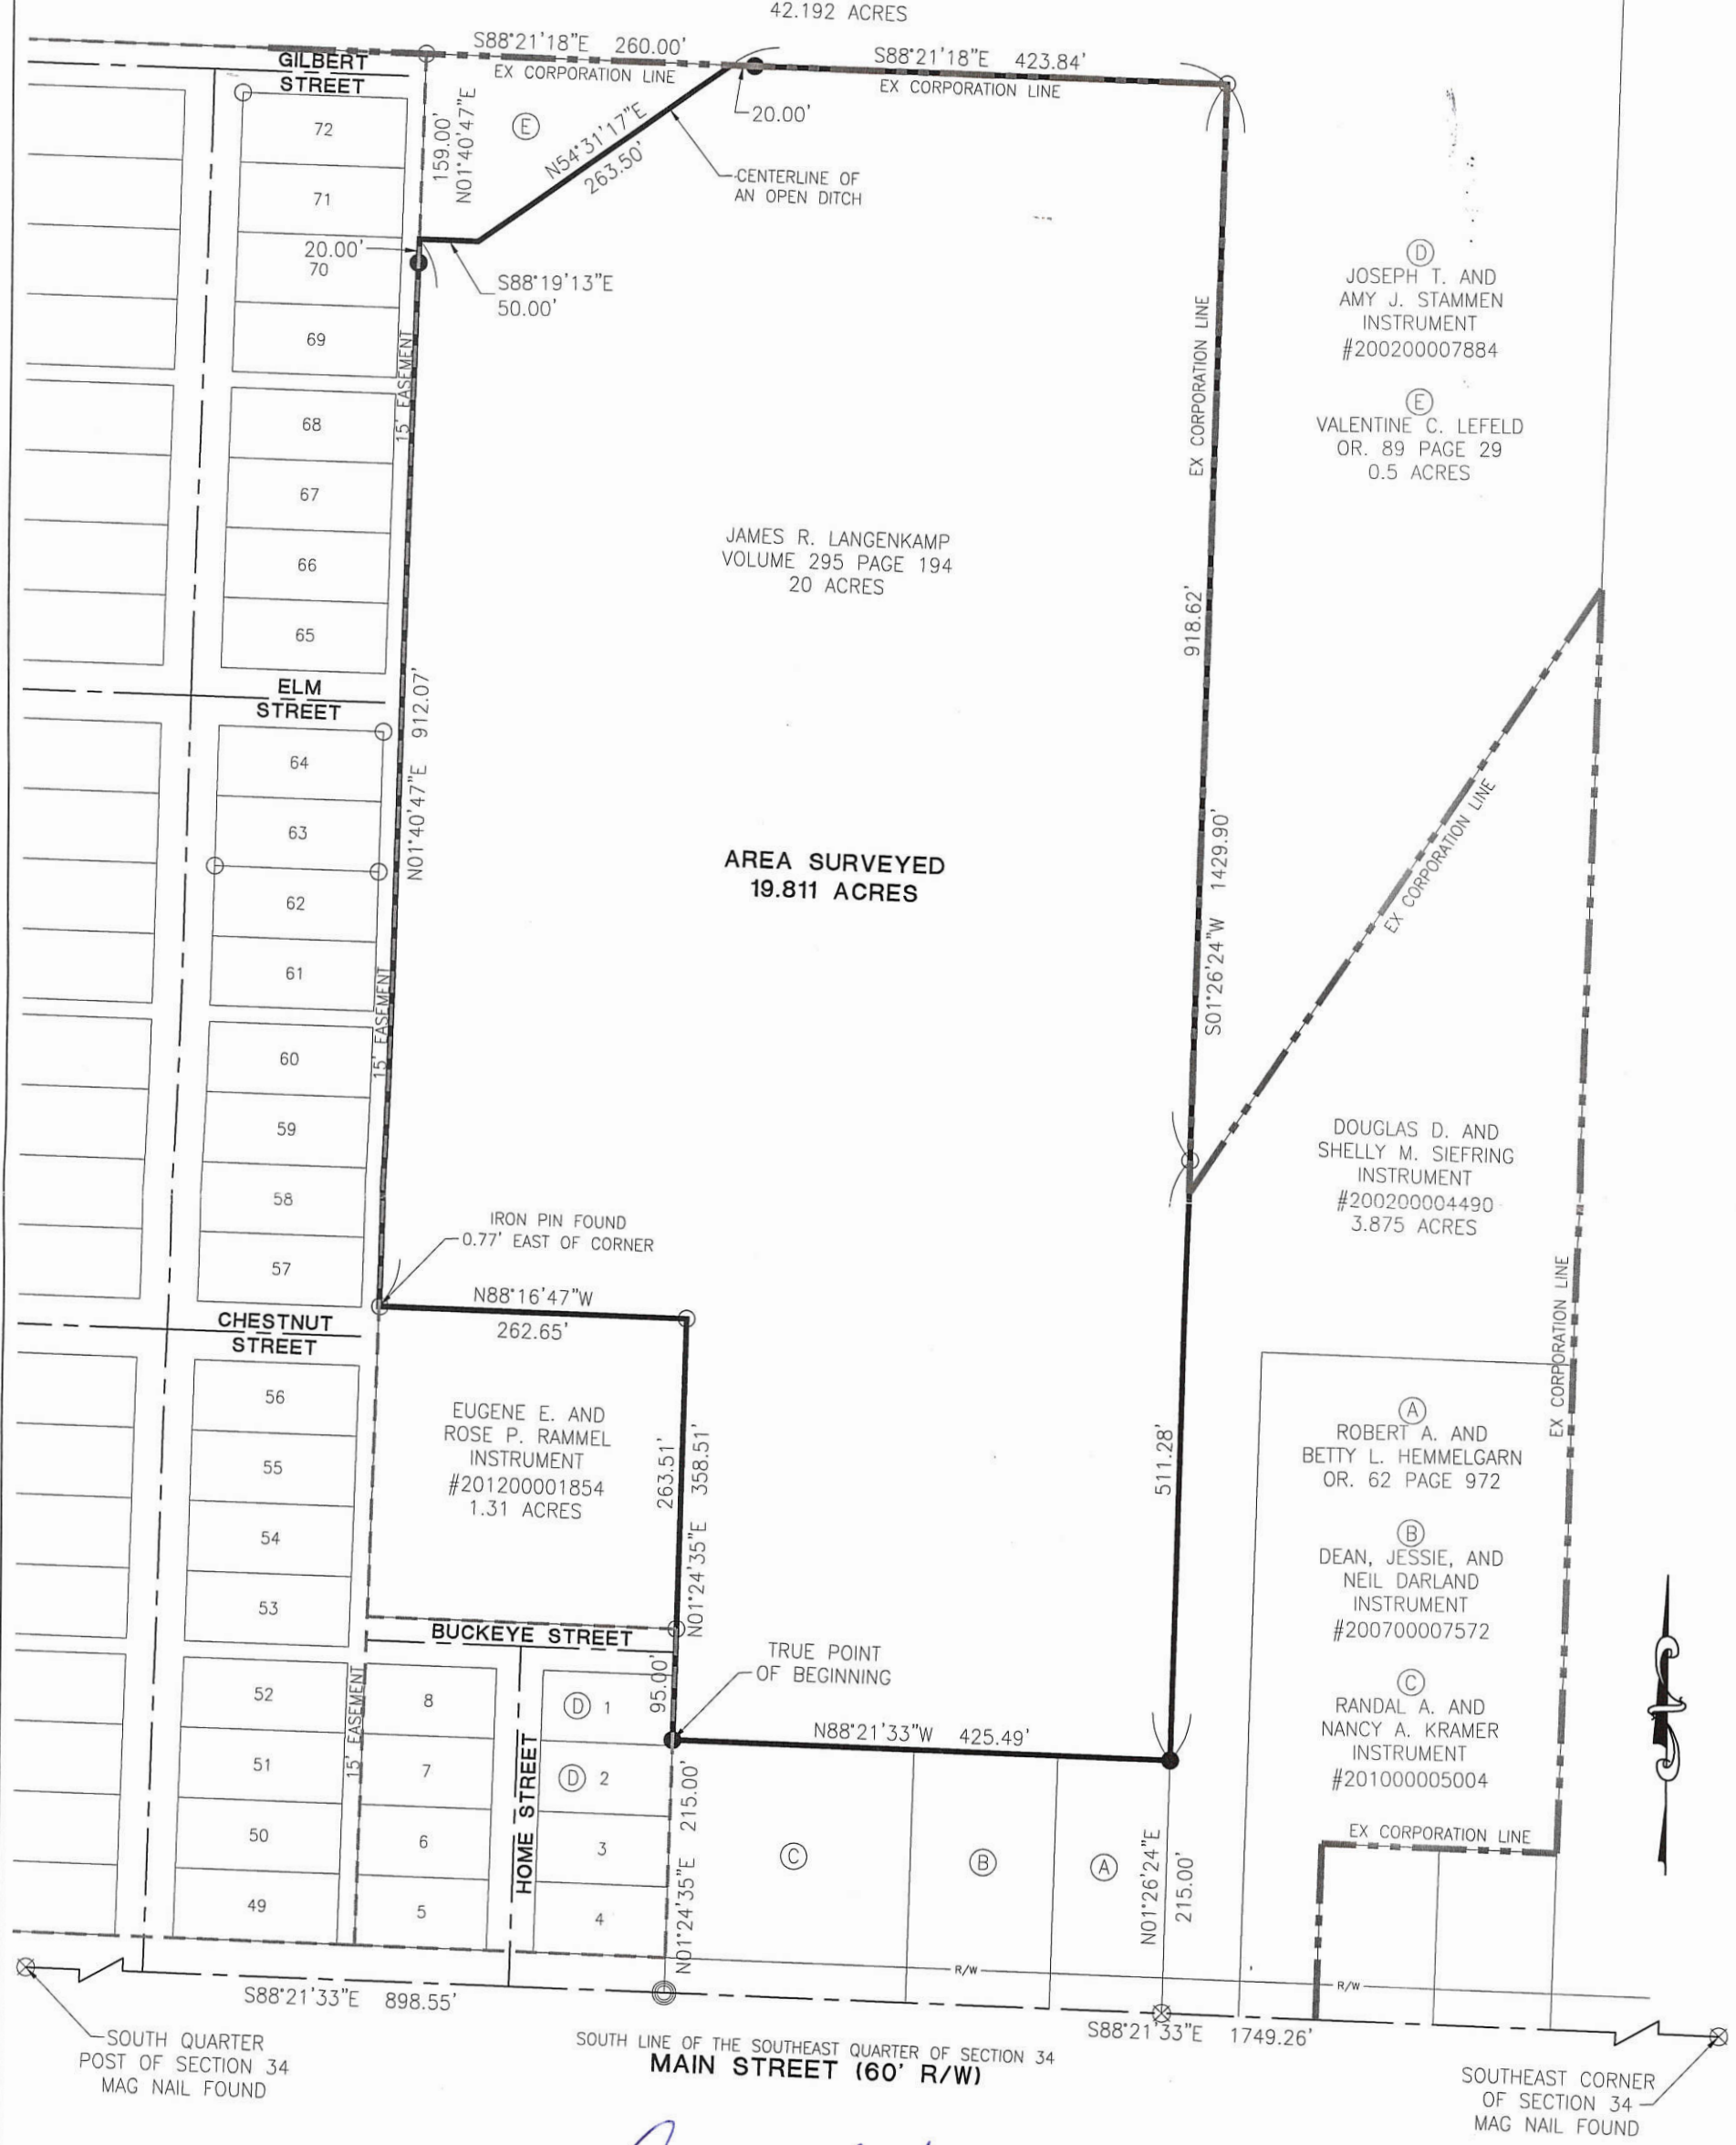 42.192 ACRES
S88°21'18"E 260.00'
EX CORPORATION LINE
S88°21'18"E 423.84'
EX CORPORATION LINE
GILBERT
STREET
159.00'
N01°40'47"E
E
N54°31'17"E
263.50'
20.00'
CENTERLINE OF
AN OPEN DITCH
20.00'
S88°19'13"E
50.00'
72
71
70
69
68
67
66
65
15' EASEMENT
EX CORPORATION LINE
D
JOSEPH T. AND
AMY J. STAMMEN
INSTRUMENT
#200200007884
E
VALENTINE C. LEFELD
OR. 89 PAGE 29
0.5 ACRES
JAMES R. LANGENKAMP
VOLUME 295 PAGE 194
20 ACRES
918.62'
ELM
STREET
N01°40'47"E 912.07'
64
63
62
61
60
59
58
57
15' EASEMENT
AREA SURVEYED
19.811 ACRES
S01°26'24"W 1429.90'
EX CORPORATION LINE
DOUGLAS D. AND
SHELLY M. SIEFRING
INSTRUMENT
#200200004490
3.875 ACRES
IRON PIN FOUND
0.77' EAST OF CORNER
N88°16'47"W
262.65'
CHESTNUT
STREET
56
55
54
53
EUGENE E. AND
ROSE P. RAMMEL
INSTRUMENT
#201200001854
1.31 ACRES
263.51'
N01°24'35"E 358.51'
511.28'
EX CORPORATION LINE
A
ROBERT A. AND
BETTY L. HEMMELGARN
OR. 62 PAGE 972
B
DEAN, JESSIE, AND
NEIL DARLAND
INSTRUMENT
#200700007572
C
RANDAL A. AND
NANCY A. KRAMER
INSTRUMENT
#201000005004
BUCKEYE STREET
TRUE POINT
OF BEGINNING
95.00'
N88°21'33"W 425.49'
52
51
50
49
15' EASEMENT
8
7
6
5
HOME STREET
D 1
D 2
3
4
N01°24'35"E 215.00'
C
B
A
N01°26'24"E
215.00'
EX CORPORATION LINE
R/W
R/W
S88°21'33"E 898.55'
S88°21'33"E 1749.26'
SOUTH QUARTER
POST OF SECTION 34
MAG NAIL FOUND
SOUTH LINE OF THE SOUTHEAST QUARTER OF SECTION 34
MAIN STREET (60' R/W)
SOUTHEAST CORNER
OF SECTION 34
MAG NAIL FOUND